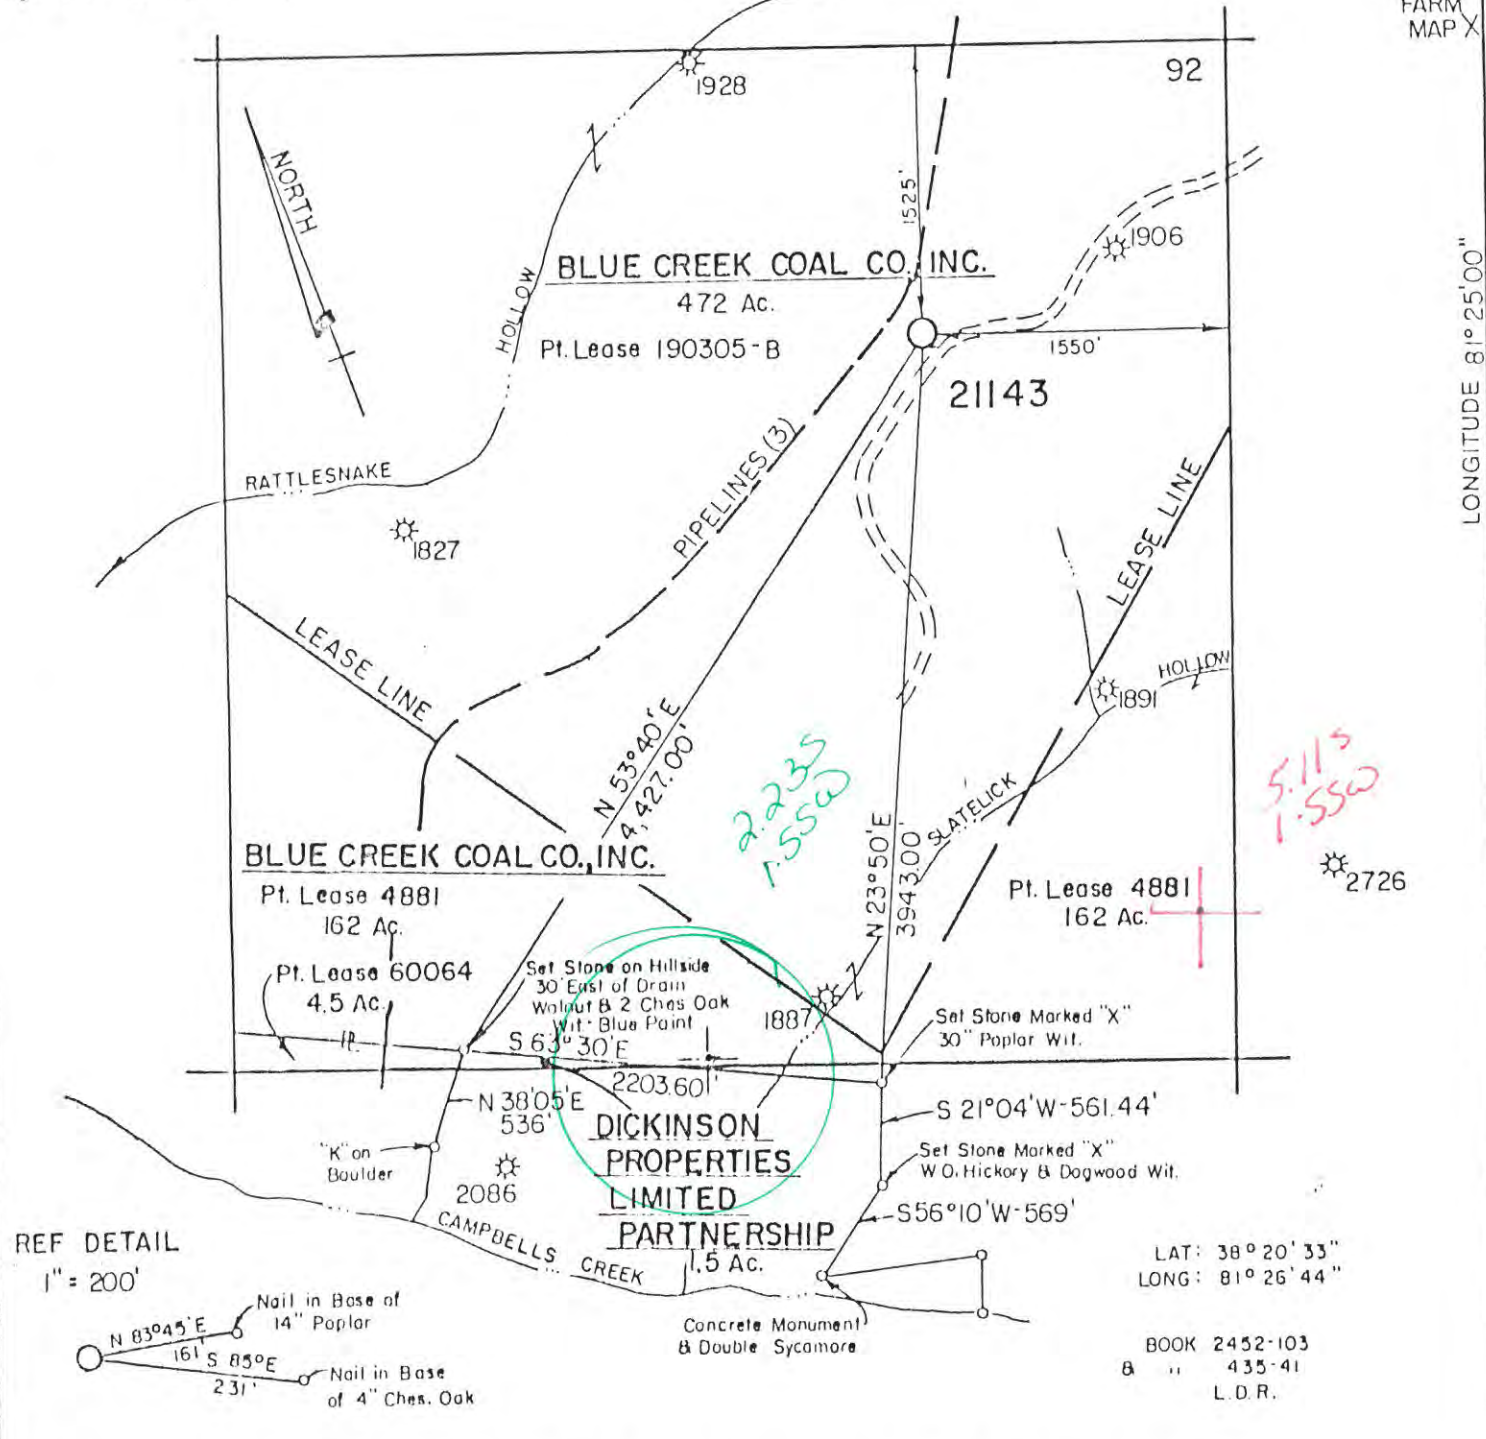 FARM
MAP X
92
1928
NORTH
1525'
1906
HOLLOW
BLUE CREEK COAL CO., INC.
472 Ac.
Pt. Lease 190305-B
1550'
21143
LONGITUDE 81°25'00"
PIPELINES (3)
RATTLESNAKE
1827
LEASE LINE
LEASE LINE
HOLLOW
1891
N 53°40'E
4,427.00'
2.23S
1.55W
N 23°50'E
3943.00'
SLATELICK
5.11S
1.55W
2726
BLUE CREEK COAL CO., INC.
Pt. Lease 4881
162 Ac.
Pt. Lease 4881
162 Ac.
Pt. Lease 60064
4.5 Ac.
Set Stone on Hillside
30' East of Drain
Walnut & 2 Ches Oak
Wit. Blue Paint
1887
Set Stone Marked "X"
30" Poplar Wit.
S 63°30'E
2203.60'
N 38°05'E
536'
S 21°04'W-561.44'
"K" on
Boulder
2086
DICKINSON
PROPERTIES
LIMITED
PARTNERSHIP
1.5 Ac.
Set Stone Marked "X"
W.O. Hickory & Dogwood Wit.
S56°10'W-569'
CAMPBELLS CREEK
Concrete Monument
& Double Sycamore
REF DETAIL
1" = 200'
Nail in Base of
14" Poplar
N 83°45'E
161'
S 85°E
231'
Nail in Base
of 4" Ches. Oak
LAT: 38°20'33"
LONG: 81°26'44"
BOOK 2452-103
& " 435-41
L.D.R.